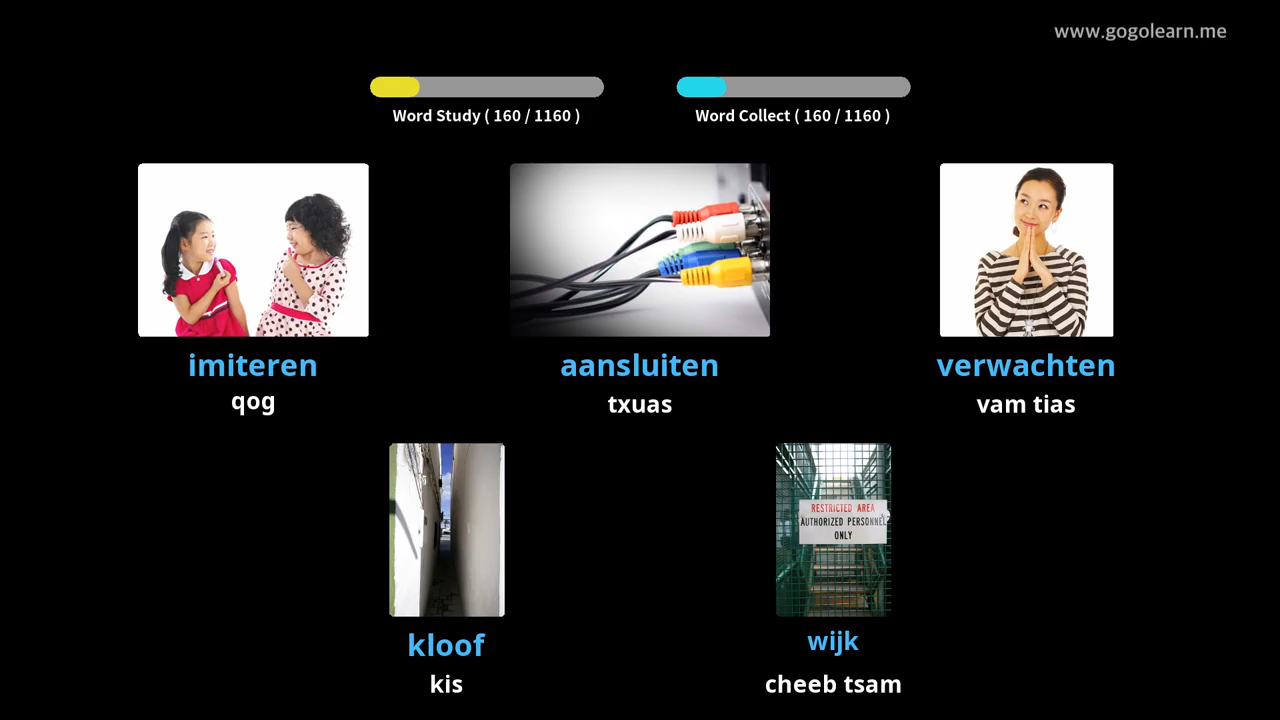 www.gogolearn.me
Word Study ( 160 / 1160 )
Word Collect ( 160 / 1160 )
imiteren
qog
aansluiten
txuas
verwachten
vam tias
RESTRICTED AREA
AUTHORIZED PERSONNEL
ONLY
kloof
kis
wijk
cheeb tsam